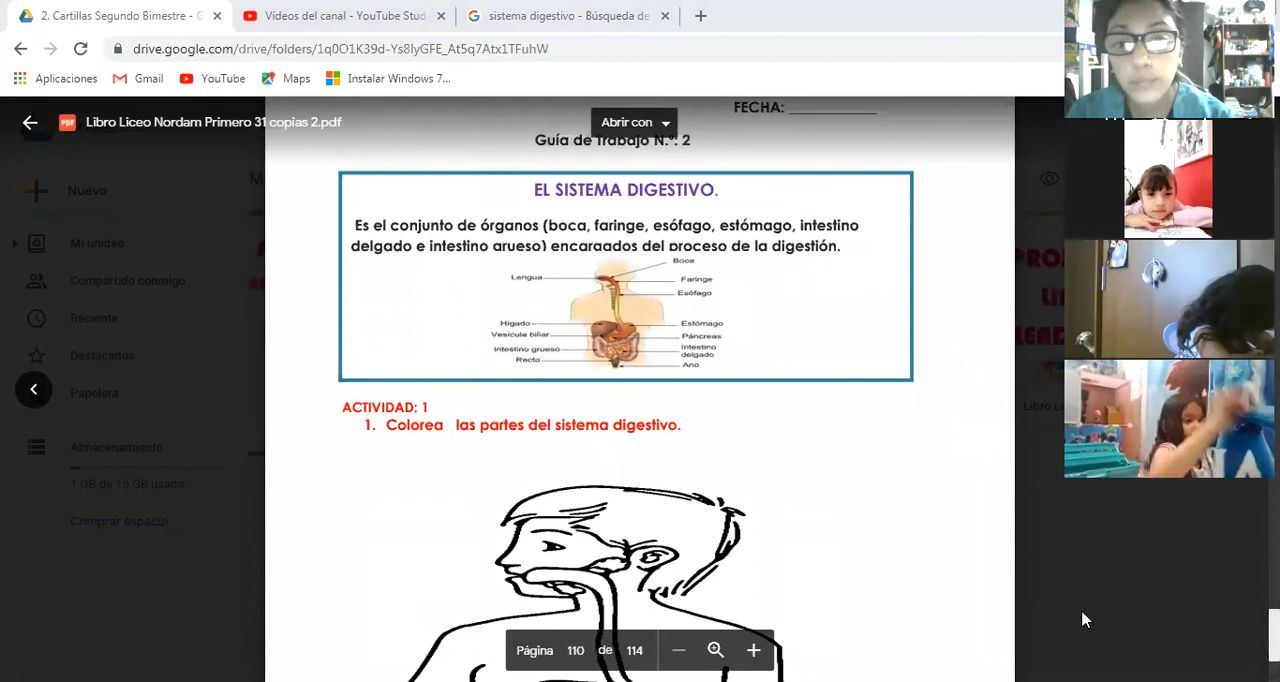 2. Cartillas Segundo Bimestre - G
Vídeos del canal - YouTube Stud
sistema digestivo - Búsqueda de
drive.google.com/drive/folders/1q0O1K39d-Ys8lyGFE_At5q7Atx1TFuhW
Aplicaciones
Gmail
YouTube
Maps
Instalar Windows 7...
Libro Liceo Nordam Primero 31 copias 2.pdf
Abrir con
FECHA: ___________
Guía de Trabajo N.º. 2
Nuevo
Mi unidad
Compartido conmigo
Reciente
Destacados
Papelera
Almacenamiento
1 GB de 15 GB usado
Comprar espacio
EL SISTEMA DIGESTIVO.
Es el conjunto de órganos (boca, faringe, esófago, estómago, intestino
delgado e intestino grueso) encargados del proceso de la digestión.
Boca
Lengua
Faringe
Esófago
Hígado
Estómago
Vesícula biliar
Páncreas
Intestino grueso
Intestino
delgado
Recto
Ano
ACTIVIDAD: 1
1. Colorea las partes del sistema digestivo.
Página 110 de 114